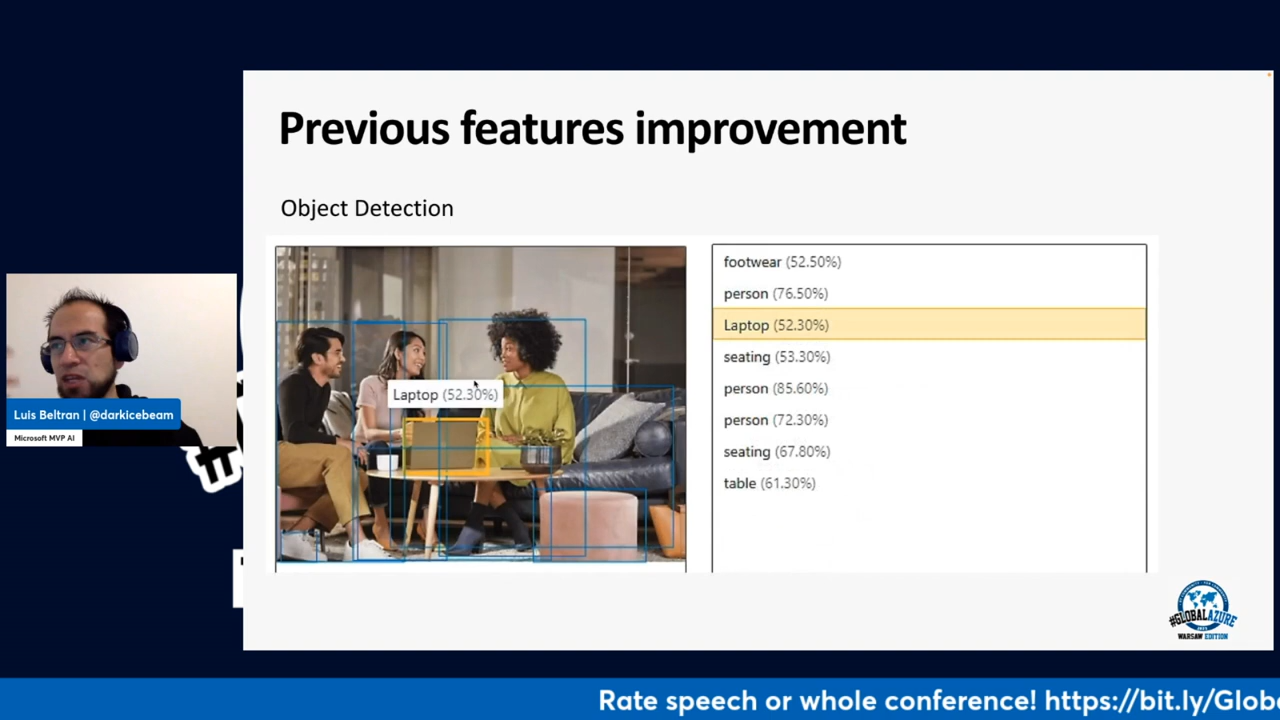 Previous features improvement
Object Detection
Laptop (52.30%)
footwear (52.50%)
person (76.50%)
Laptop (52.30%)
seating (53.30%)
person (85.60%)
person (72.30%)
seating (67.80%)
table (61.30%)
Luis Beltran | @darkicebeam
Microsoft MVP AI
#GLOBALAZURE
WARSAW EDITION
Rate speech or whole conference! https://bit.ly/Globa